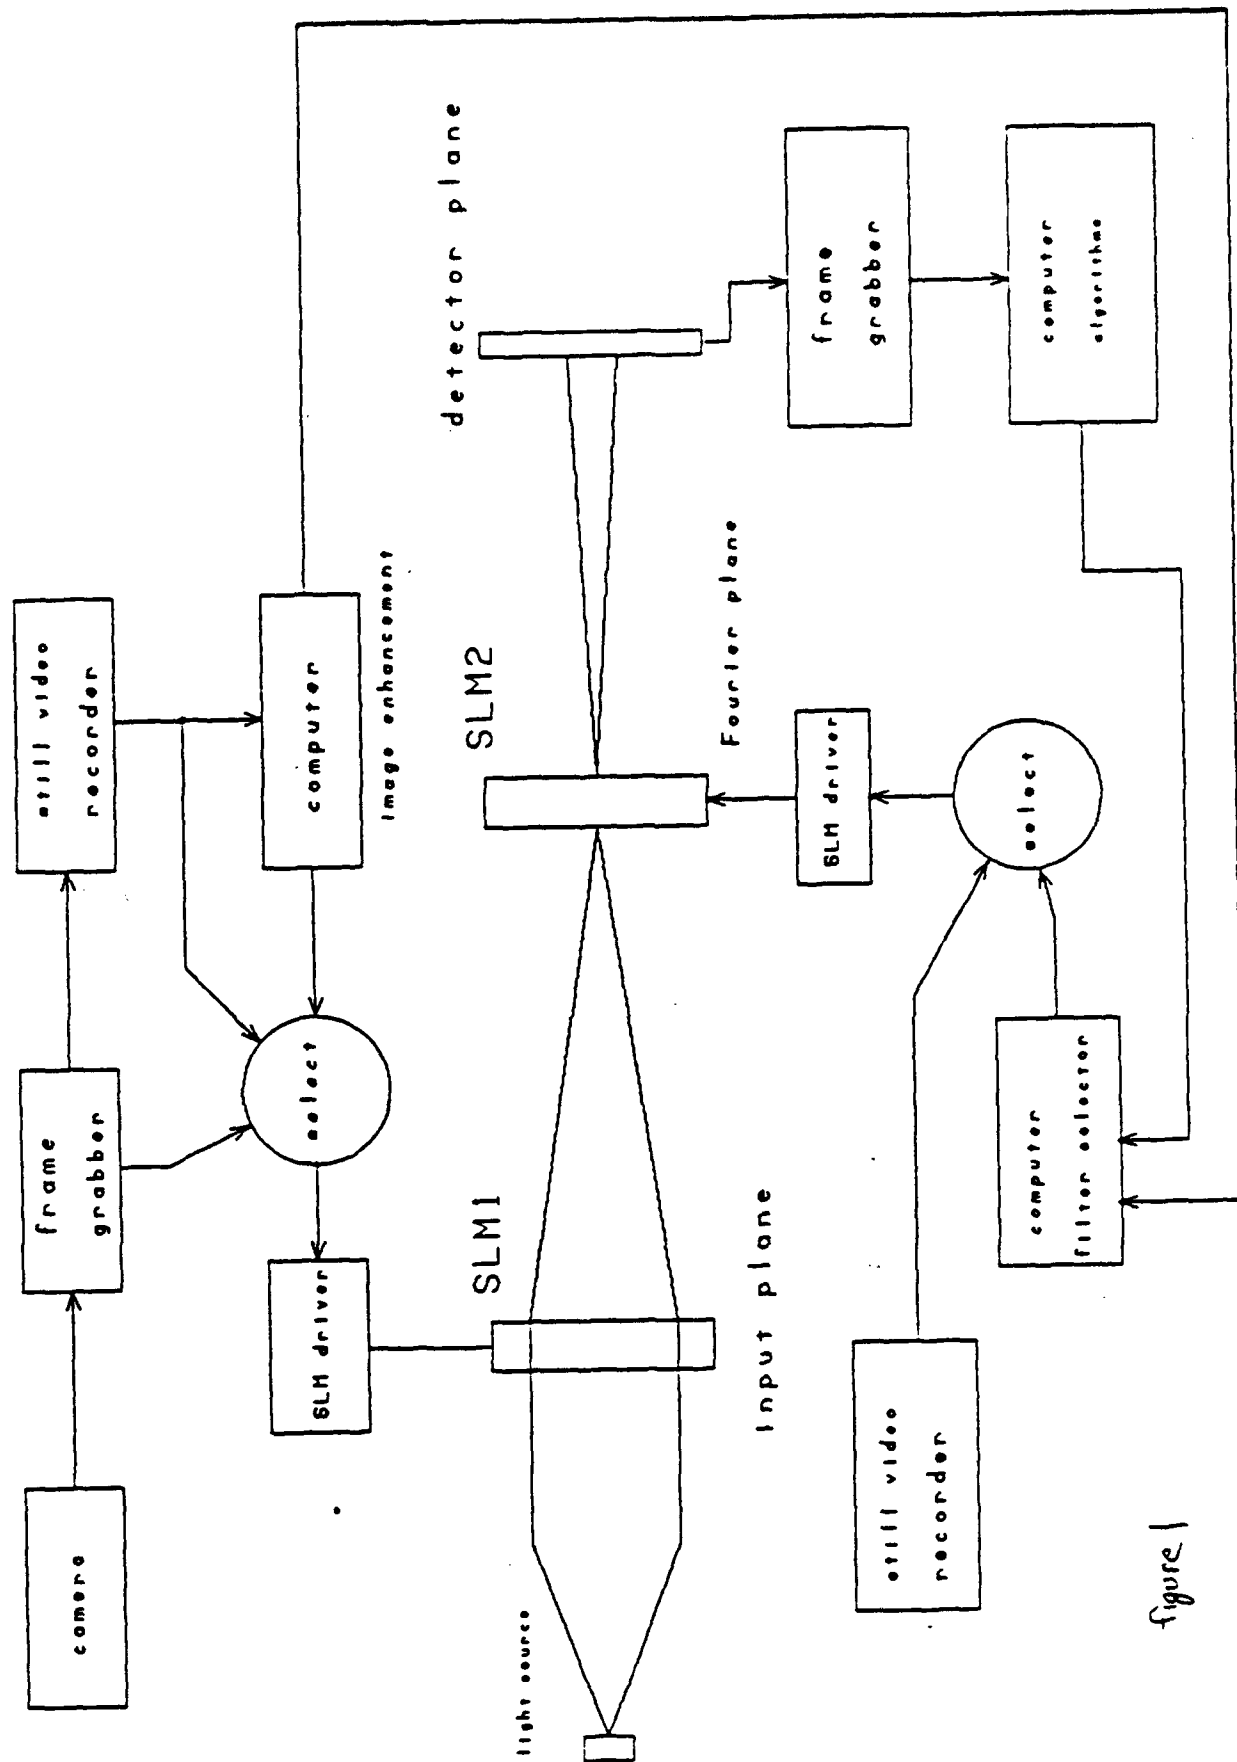 camera
frame
grabber
still video
recorder
SLM driver
select
computer
image enhancement
light source
SLM1
input plane
SLM2
Fourier plane
detector plane
SLM driver
select
frame
grabber
computer
algorithms
still video
recorder
computer
filter selector
figure 1